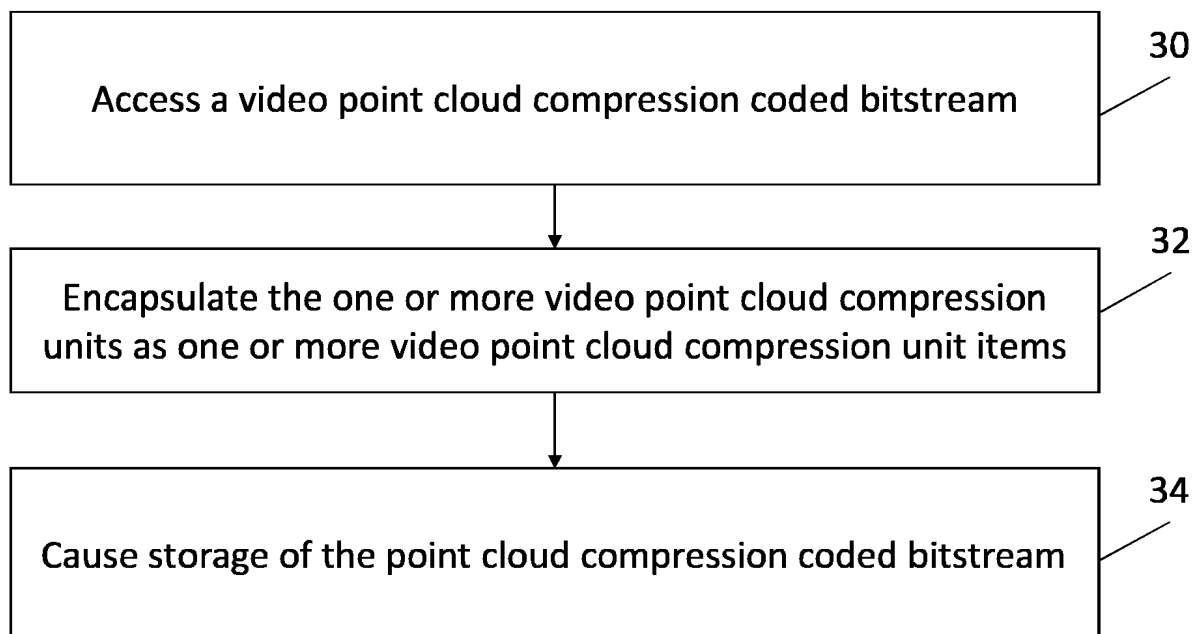 30
Access a video point cloud compression coded bitstream
32
Encapsulate the one or more video point cloud compression
units as one or more video point cloud compression unit items
34
Cause storage of the point cloud compression coded bitstream